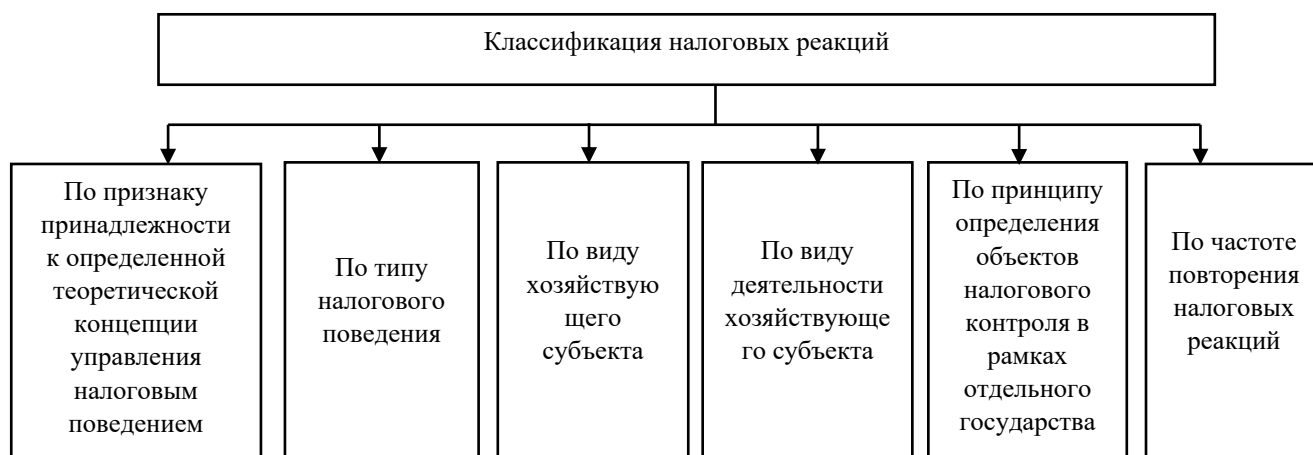 Классификация налоговых реакций
По признаку
принадлежности
к определенной
теоретической
концепции
управления
налоговым
поведением
По типу
налогового
поведения
По виду
хозяйствую
щего
субъекта
По виду
деятельности
хозяйствующе
го субъекта
По принципу
определения
объектов
налогового
контроля в
рамках
отдельного
государства
По частоте
повторения
налоговых
реакций